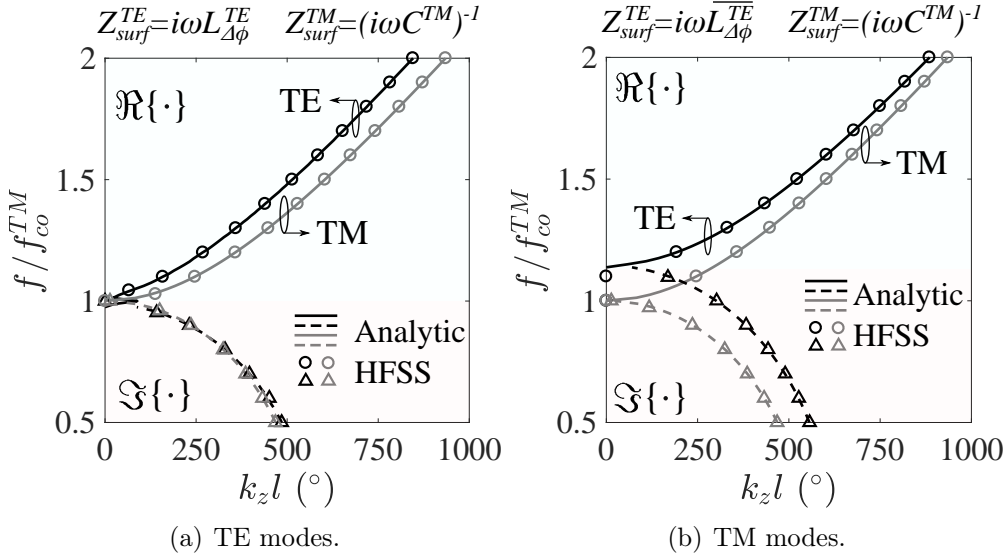 Z_{surf}^{TE}=iωL_{Δϕ}^{TE} Z_{surf}^{TM}=(iωC^{TM})^{-1}
2
ℜ{·}
TE
1.5
TM
f / f_{co}^{TM}
1
Analytic
HFSS
ℑ{·}
0.5
0 250 500 750 1000
k_z l (°)
(a) TE modes.
Z_{surf}^{TE}=iω\overline{L_{Δϕ}^{TE}} Z_{surf}^{TM}=(iωC^{TM})^{-1}
2
ℜ{·}
TM
1.5
TE
f / f_{co}^{TM}
1
Analytic
HFSS
ℑ{·}
0.5
0 250 500 750 1000
k_z l (°)
(b) TM modes.